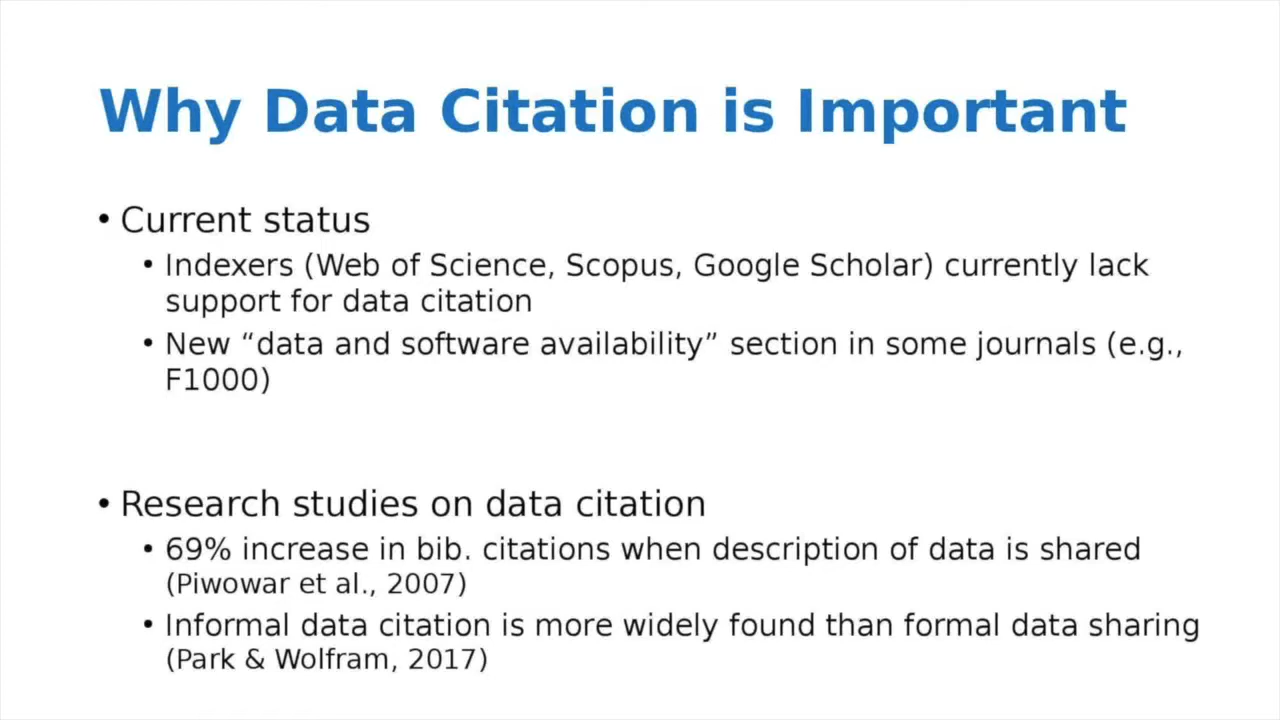 Why Data Citation is Important
• Current status
• Indexers (Web of Science, Scopus, Google Scholar) currently lack
support for data citation
• New “data and software availability” section in some journals (e.g.,
F1000)
• Research studies on data citation
• 69% increase in bib. citations when description of data is shared
(Piwowar et al., 2007)
• Informal data citation is more widely found than formal data sharing
(Park & Wolfram, 2017)